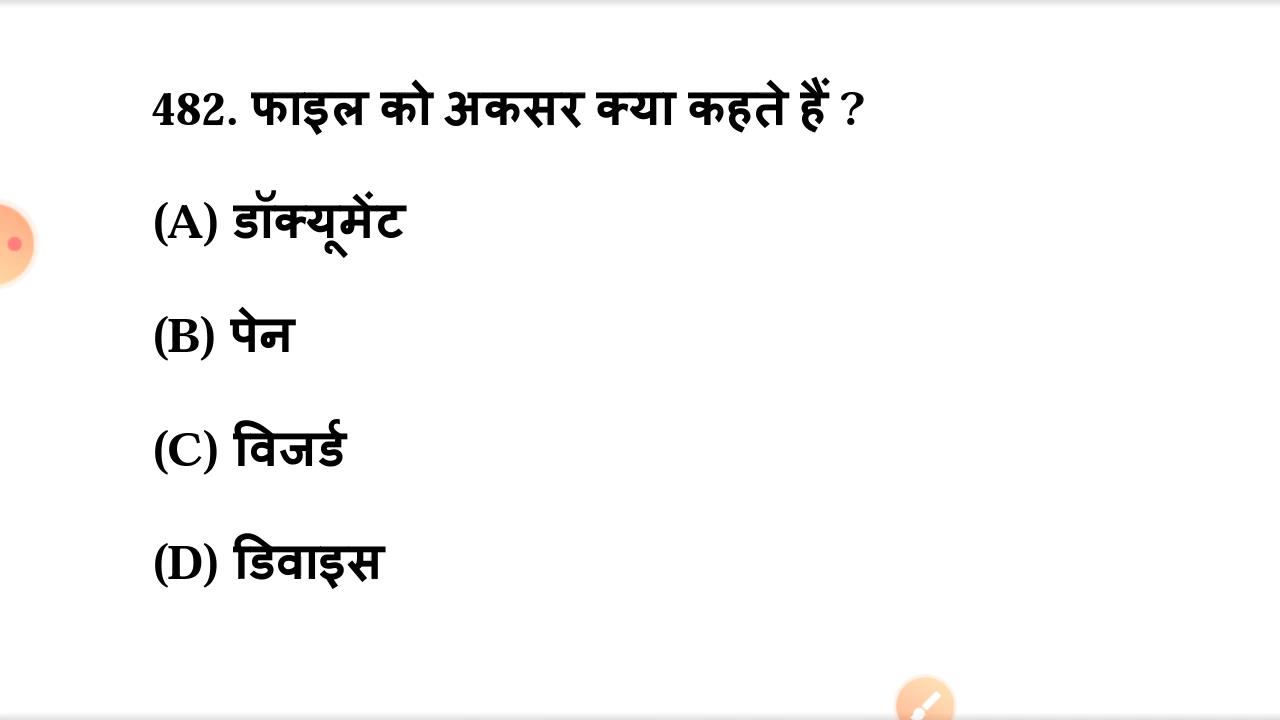 482. फाइल को अकसर क्या कहते हैं ?
(A) डॉक्यूमेंट
(B) पेन
(C) विजर्ड
(D) डिवाइस